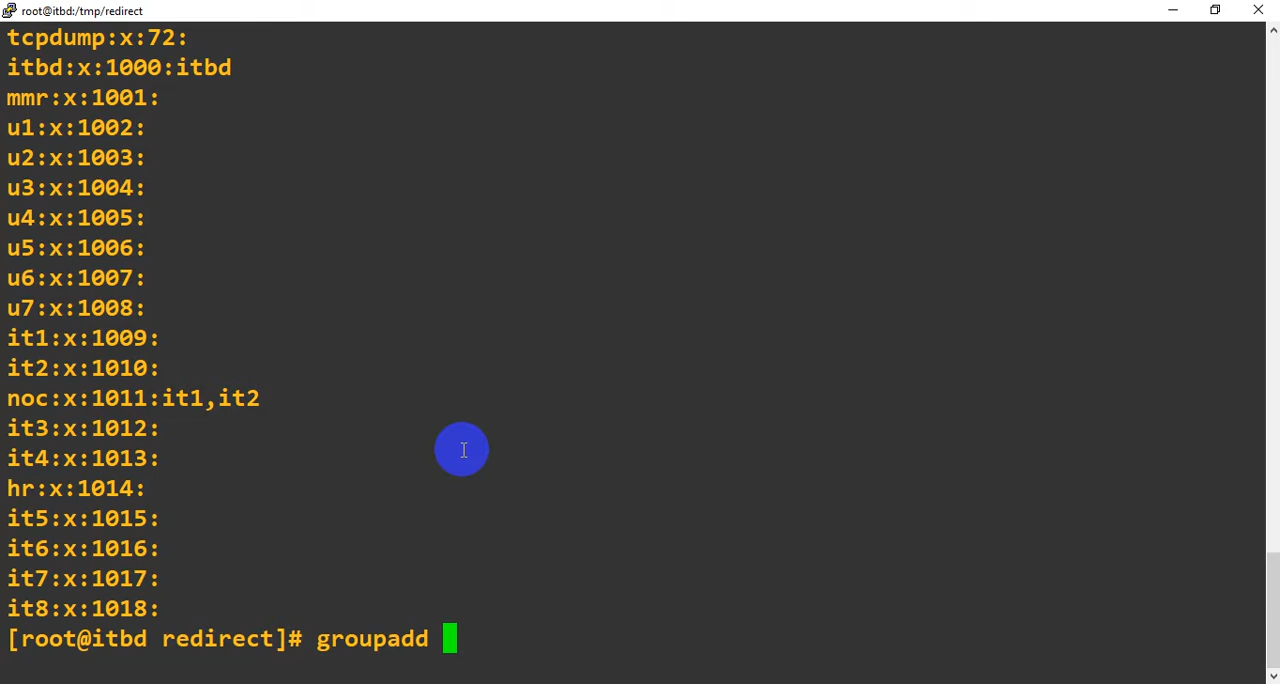 root@itbd:/tmp/redirect
tcpdump:x:72:
itbd:x:1000:itbd
mmr:x:1001:
u1:x:1002:
u2:x:1003:
u3:x:1004:
u4:x:1005:
u5:x:1006:
u6:x:1007:
u7:x:1008:
it1:x:1009:
it2:x:1010:
noc:x:1011:it1,it2
it3:x:1012:
it4:x:1013:
hr:x:1014:
it5:x:1015:
it6:x:1016:
it7:x:1017:
it8:x:1018:
[root@itbd redirect]# groupadd